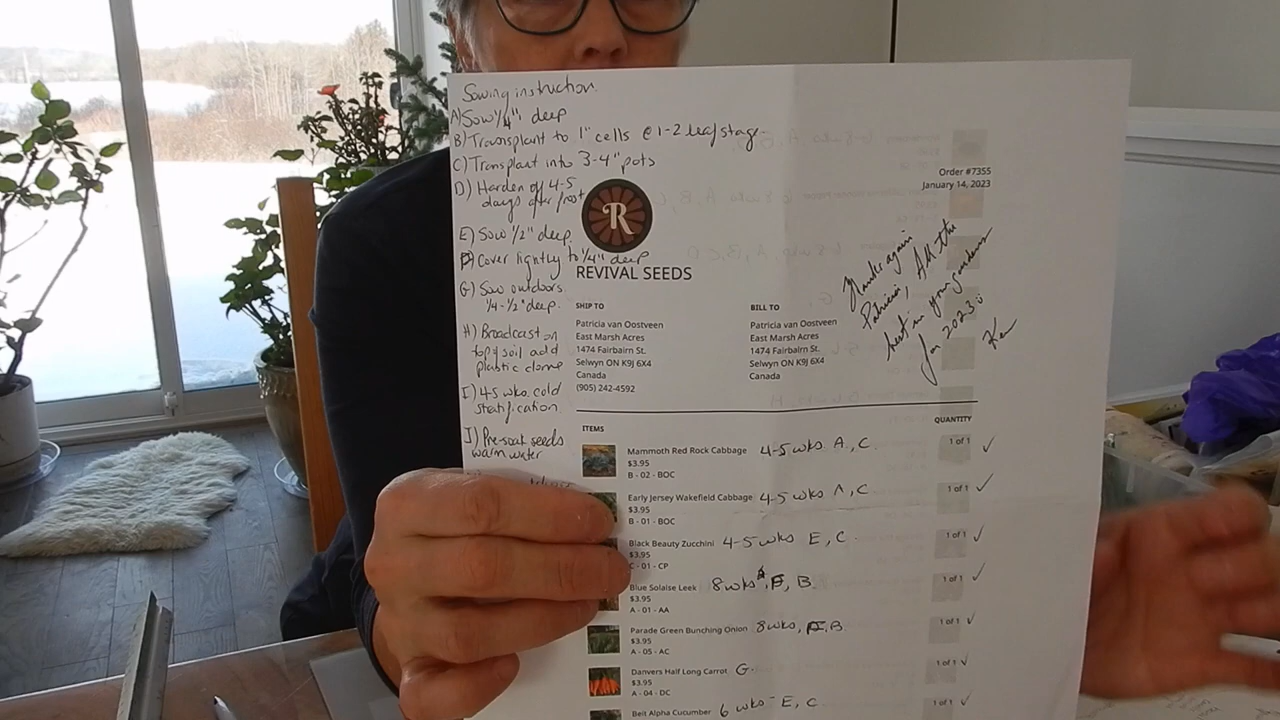 Sowing instruction.
A) Sow 1/4" deep
B) Transplant to 1" cells @ 1-2 leaf stage.
C) Transplant into 3-4" pots
D) Harden off 4-5
days after frost
E) Sow 1/2" deep.
F) Cover lightly to 1/4" deep
G) Sow outdoors
1/4-1/2" deep.
H) Broadcast on
top of soil add
plastic dome
I) 4-5 wks. cold
statification.
J) Pre-soak seeds
warm water
R
REVIVAL SEEDS
Order #7355
January 14, 2023
Thanks again
Patricia, All the
best in your gardens
for 2023
Ken
SHIP TO
Patricia van Oostveen
East Marsh Acres
1474 Fairbairn St.
Selwyn ON K9J 6X4
Canada
(905) 242-4592
BILL TO
Patricia van Oostveen
East Marsh Acres
1474 Fairbairn St.
Selwyn ON K9J 6X4
Canada
ITEMS QUANTITY
Mammoth Red Rock Cabbage 4-5 wks. A, C. 1 of 1 ✓
$3.95
B - 02 - BOC
Early Jersey Wakefield Cabbage 4-5 wks A, C 1 of 1 ✓
$3.95
B - 01 - BOC
Black Beauty Zucchini 4-5 wks E, C. 1 of 1 ✓
$3.95
C - 01 - CP
Blue Solaise Leek 8 wks, F, B. 1 of 1 ✓
$3.95
A - 01 - AA
Parade Green Bunching Onion 8 wks, B. 1 of 1 ✓
$3.95
A - 05 - AC
Danvers Half Long Carrot G. 1 of 1 ✓
$3.95
A - 04 - DC
Beit Alpha Cucumber 6 wks - E, C. 1 of 1 ✓